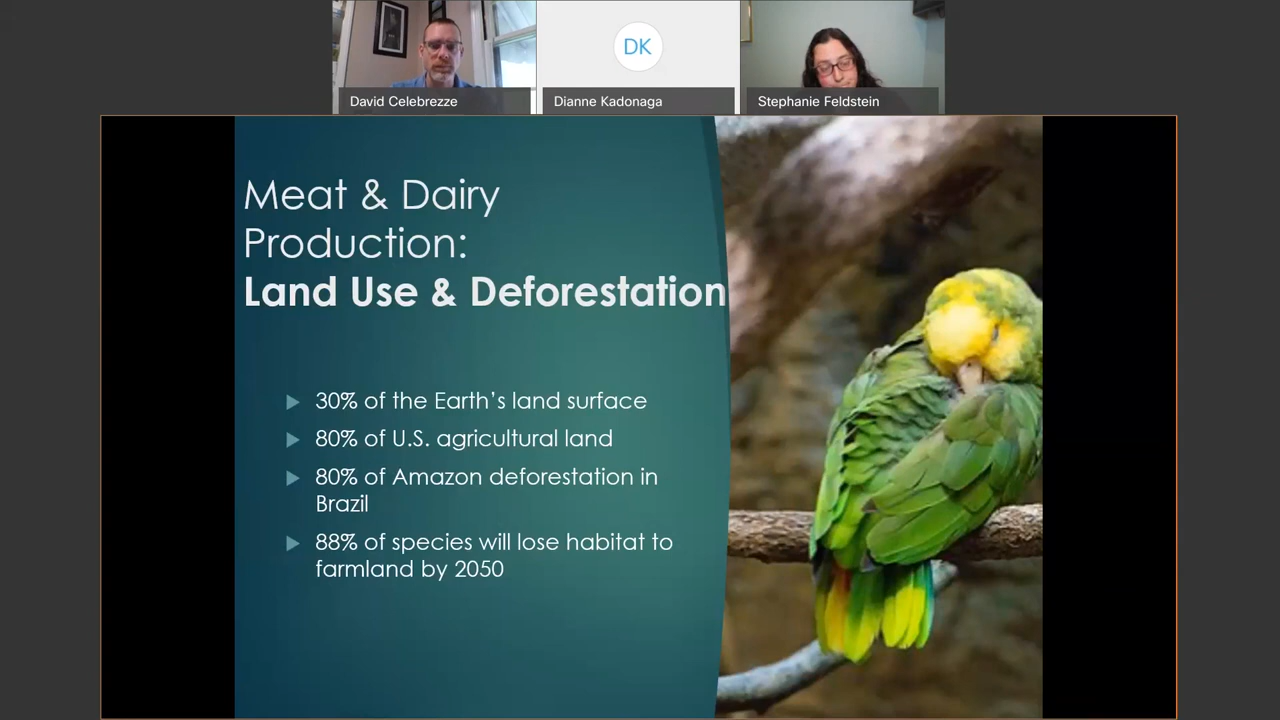 DK
David Celebrezze
Dianne Kadonaga
Stephanie Feldstein
Meat & Dairy
Production:
Land Use & Deforestation
30% of the Earth’s land surface
80% of U.S. agricultural land
80% of Amazon deforestation in
Brazil
88% of species will lose habitat to
farmland by 2050